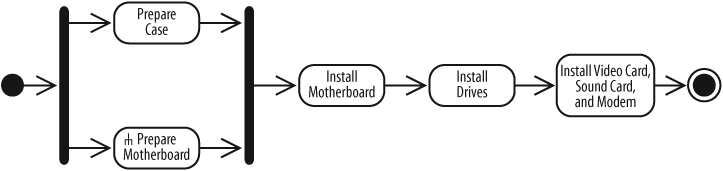 Prepare
Case
Prepare
Motherboard
Install
Motherboard
Install
Drives
Install Video Card,
Sound Card,
and Modem